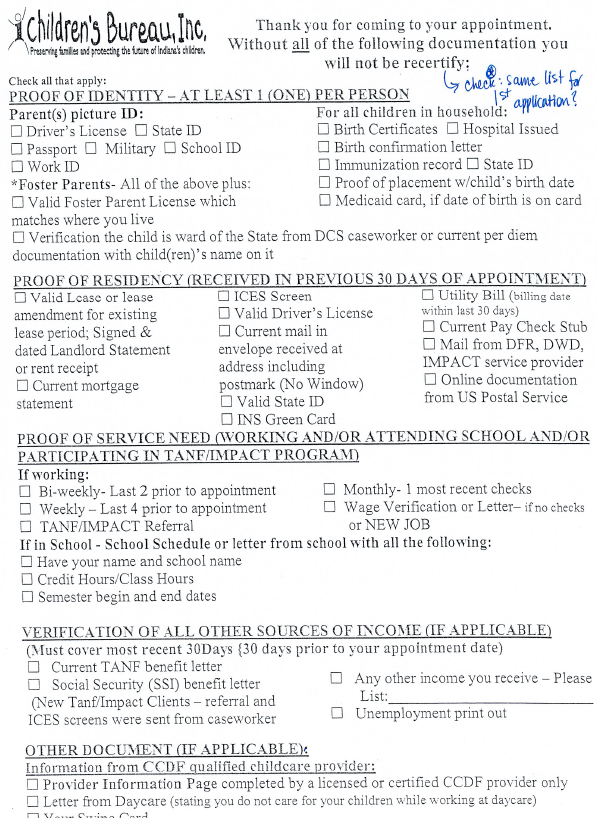 Children's Bureau, Inc.
Preserving families and protecting the future of Indiana's children.
Thank you for coming to your appointment.
Without all of the following documentation you
will not be recertify:
↳ check: same list for
1st application?
Check all that apply:
PROOF OF IDENTITY – AT LEAST 1 (ONE) PER PERSON
Parent(s) picture ID:
☐ Driver's License ☐ State ID
☐ Passport ☐ Military ☐ School ID
☐ Work ID
*Foster Parents- All of the above plus:
☐ Valid Foster Parent License which
matches where you live
For all children in household:
☐ Birth Certificates ☐ Hospital Issued
☐ Birth confirmation letter
☐ Immunization record ☐ State ID
☐ Proof of placement w/child's birth date
☐ Medicaid card, if date of birth is on card
☐ Verification the child is ward of the State from DCS caseworker or current per diem
documentation with child(ren)'s name on it
PROOF OF RESIDENCY (RECEIVED IN PREVIOUS 30 DAYS OF APPOINTMENT)
☐ Valid Lease or lease
amendment for existing
lease period; Signed &
dated Landlord Statement
or rent receipt
☐ Current mortgage
statement
☐ ICES Screen
☐ Valid Driver's License
☐ Current mail in
envelope received at
address including
postmark (No Window)
☐ Valid State ID
☐ INS Green Card
☐ Utility Bill (billing date
within last 30 days)
☐ Current Pay Check Stub
☐ Mail from DFR, DWD,
IMPACT service provider
☐ Online documentation
from US Postal Service
PROOF OF SERVICE NEED (WORKING AND/OR ATTENDING SCHOOL AND/OR
PARTICIPATING IN TANF/IMPACT PROGRAM)
If working:
☐ Bi-weekly- Last 2 prior to appointment
☐ Weekly – Last 4 prior to appointment
☐ TANF/IMPACT Referral
☐ Monthly- 1 most recent checks
☐ Wage Verification or Letter– if no checks
or NEW JOB
If in School - School Schedule or letter from school with all the following:
☐ Have your name and school name
☐ Credit Hours/Class Hours
☐ Semester begin and end dates
VERIFICATION OF ALL OTHER SOURCES OF INCOME (IF APPLICABLE)
(Must cover most recent 30Days {30 days prior to your appointment date)
☐ Current TANF benefit letter
☐ Social Security (SSI) benefit letter
(New Tanf/Impact Clients – referral and
ICES screens were sent from caseworker
☐ Any other income you receive – Please
List:
☐ Unemployment print out
OTHER DOCUMENT (IF APPLICABLE):
Information from CCDF qualified childcare provider:
☐ Provider Information Page completed by a licensed or certified CCDF provider only
☐ Letter from Daycare (stating you do not care for your children while working at daycare)